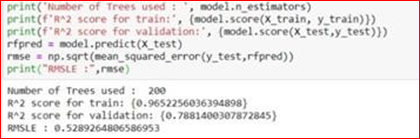 print('Number of Trees used : ', model.n_estimators)
print(f'R^2 score for train:', {model.score(X_train, y_train)})
print(f'R^2 score for validation:', {model.score(X_test,y_test)})
rfpred = model.predict(X_test)
rmse = np.sqrt(mean_squared_error(y_test,rfpred))
print("RMSLE :",rmse)
Number of Trees used :  200
R^2 score for train: {0.9652256036394898}
R^2 score for validation: {0.7881400307872845}
RMSLE : 0.5289264806586953